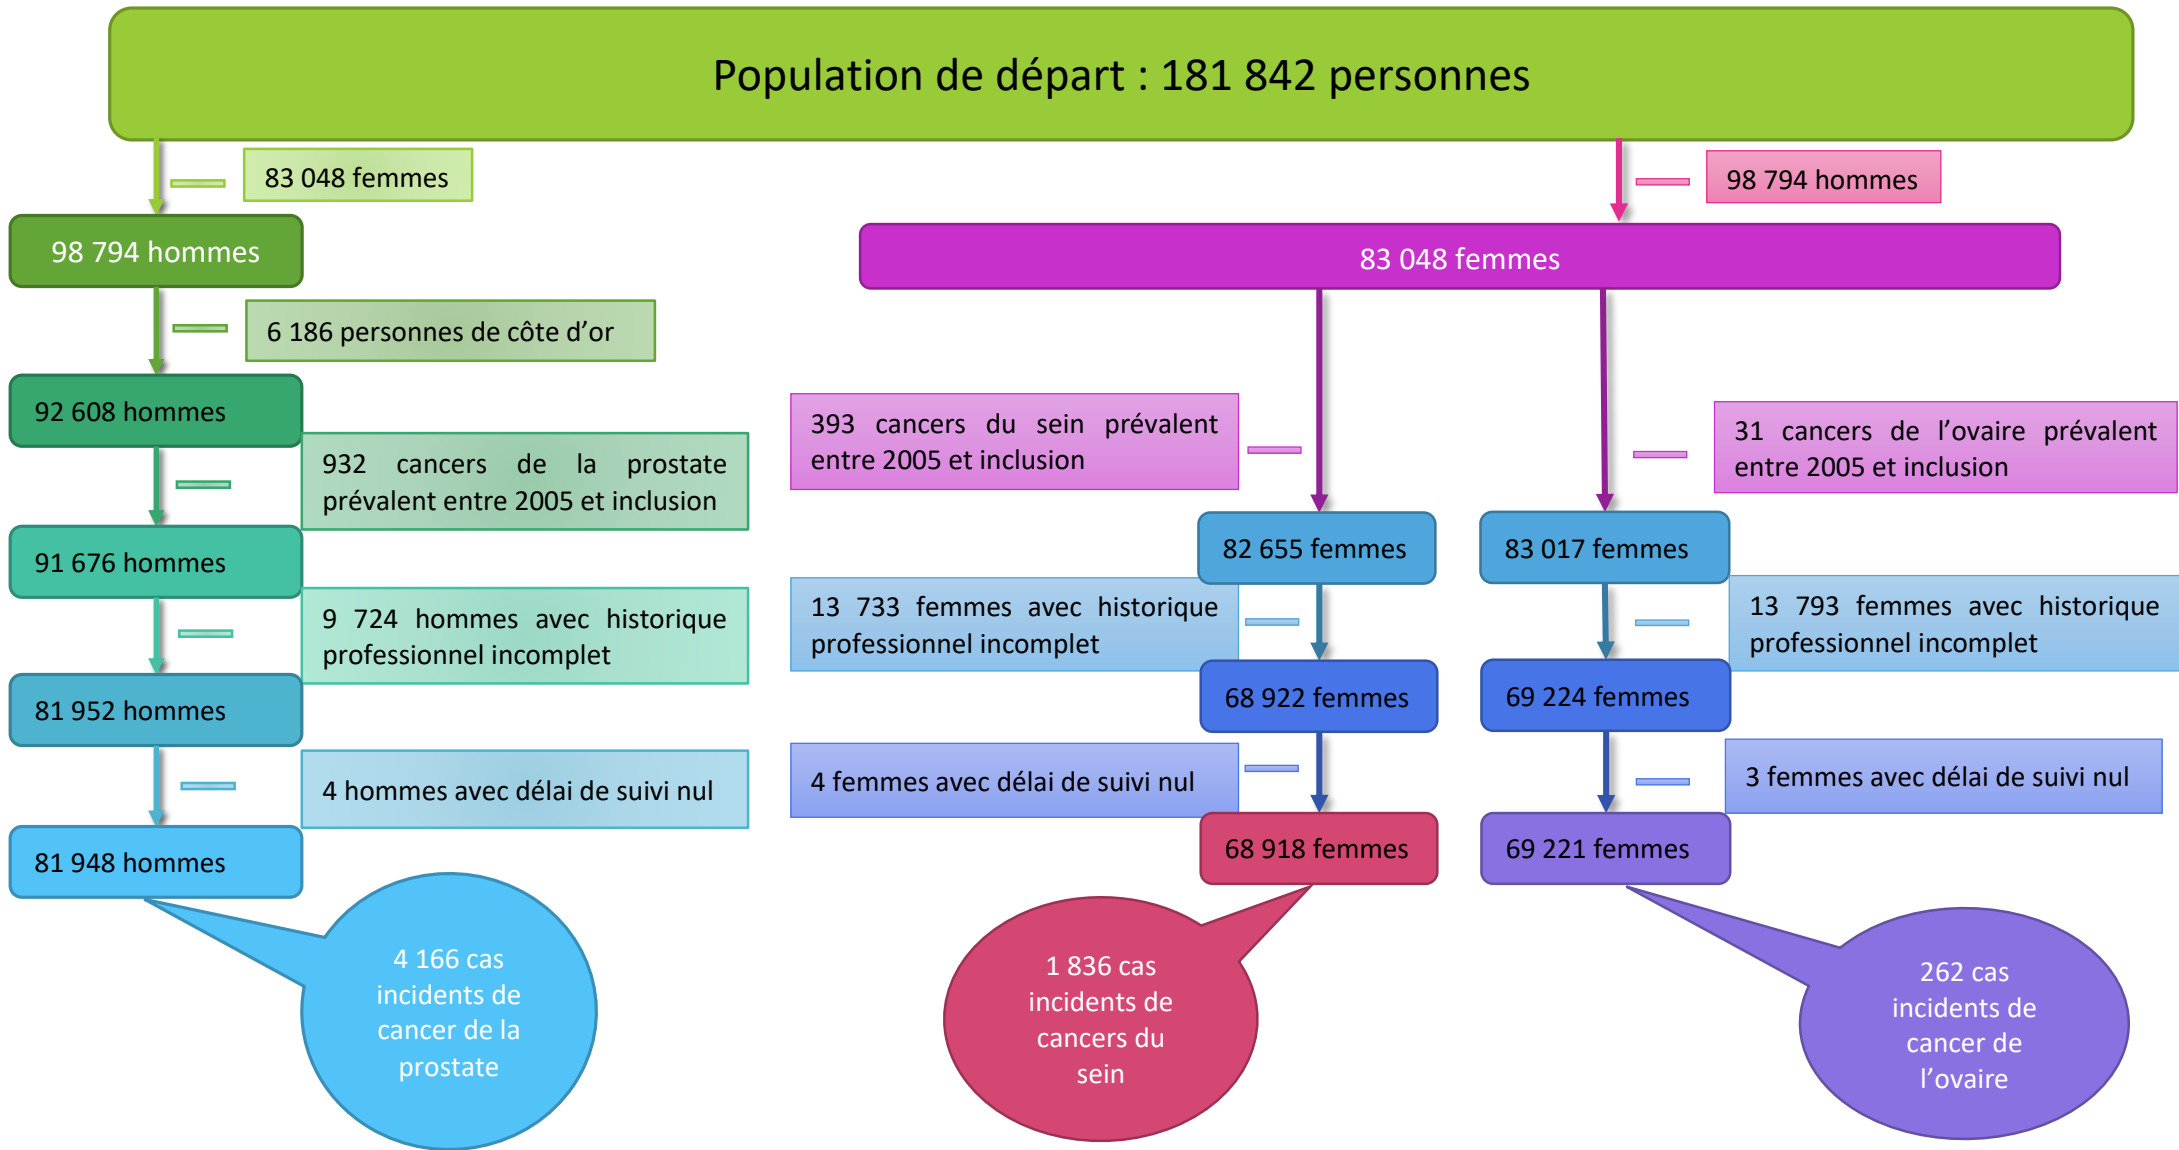 Population de départ : 181 842 personnes
83 048 femmes
98 794 hommes
98 794 hommes
83 048 femmes
6 186 personnes de côte d’or
92 608 hommes
932 cancers de la prostate
prévalent entre 2005 et inclusion
91 676 hommes
9 724 hommes avec historique
professionnel incomplet
81 952 hommes
4 hommes avec délai de suivi nul
81 948 hommes
4 166 cas
incidents de
cancer de la
prostate
393 cancers du sein prévalent
entre 2005 et inclusion
82 655 femmes
13 733 femmes avec historique
professionnel incomplet
68 922 femmes
4 femmes avec délai de suivi nul
68 918 femmes
1 836 cas
incidents de
cancers du
sein
31 cancers de l’ovaire prévalent
entre 2005 et inclusion
83 017 femmes
13 793 femmes avec historique
professionnel incomplet
69 224 femmes
3 femmes avec délai de suivi nul
69 221 femmes
262 cas
incidents de
cancer de
l’ovaire